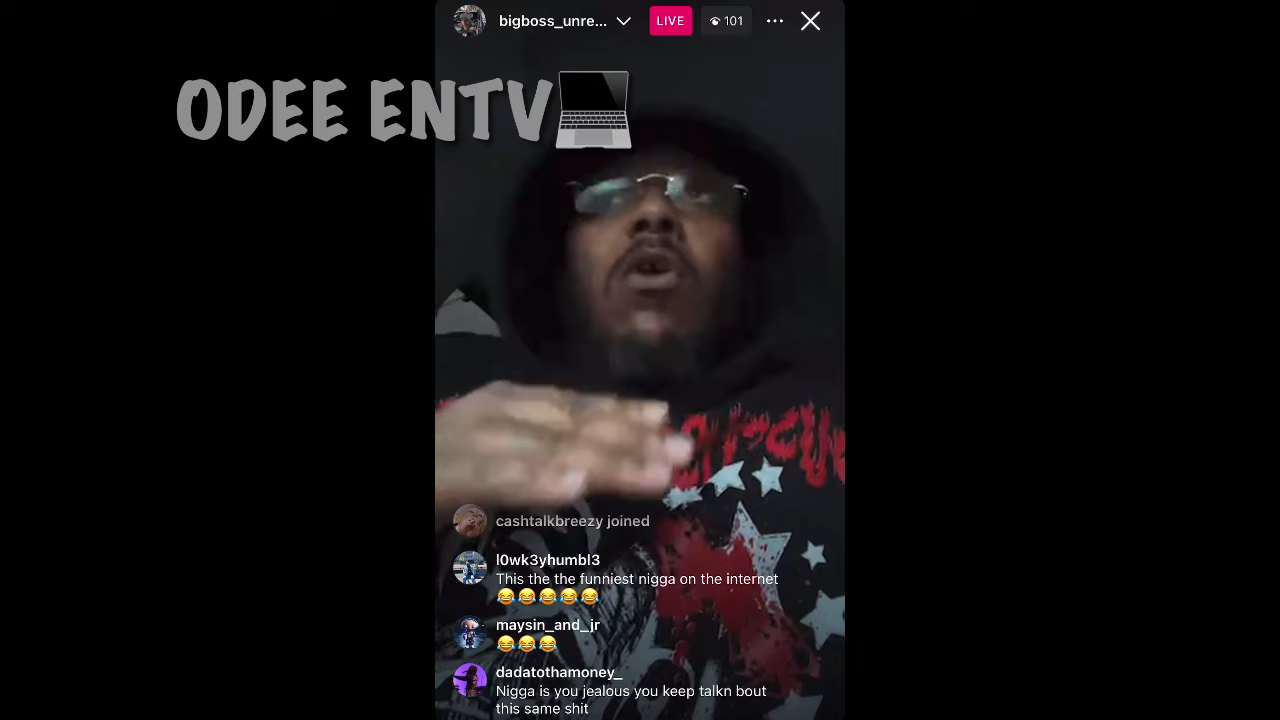 bigboss_unre...
LIVE
101
ODEE ENTV
cashtalkbreezy joined
l0wk3yhumbl3
This the the funniest nigga on the internet
😂😂😂😂😂
maysin_and_jr
😂😂😂
dadatothamoney_
Nigga is you jealous you keep talkn bout
this same shit